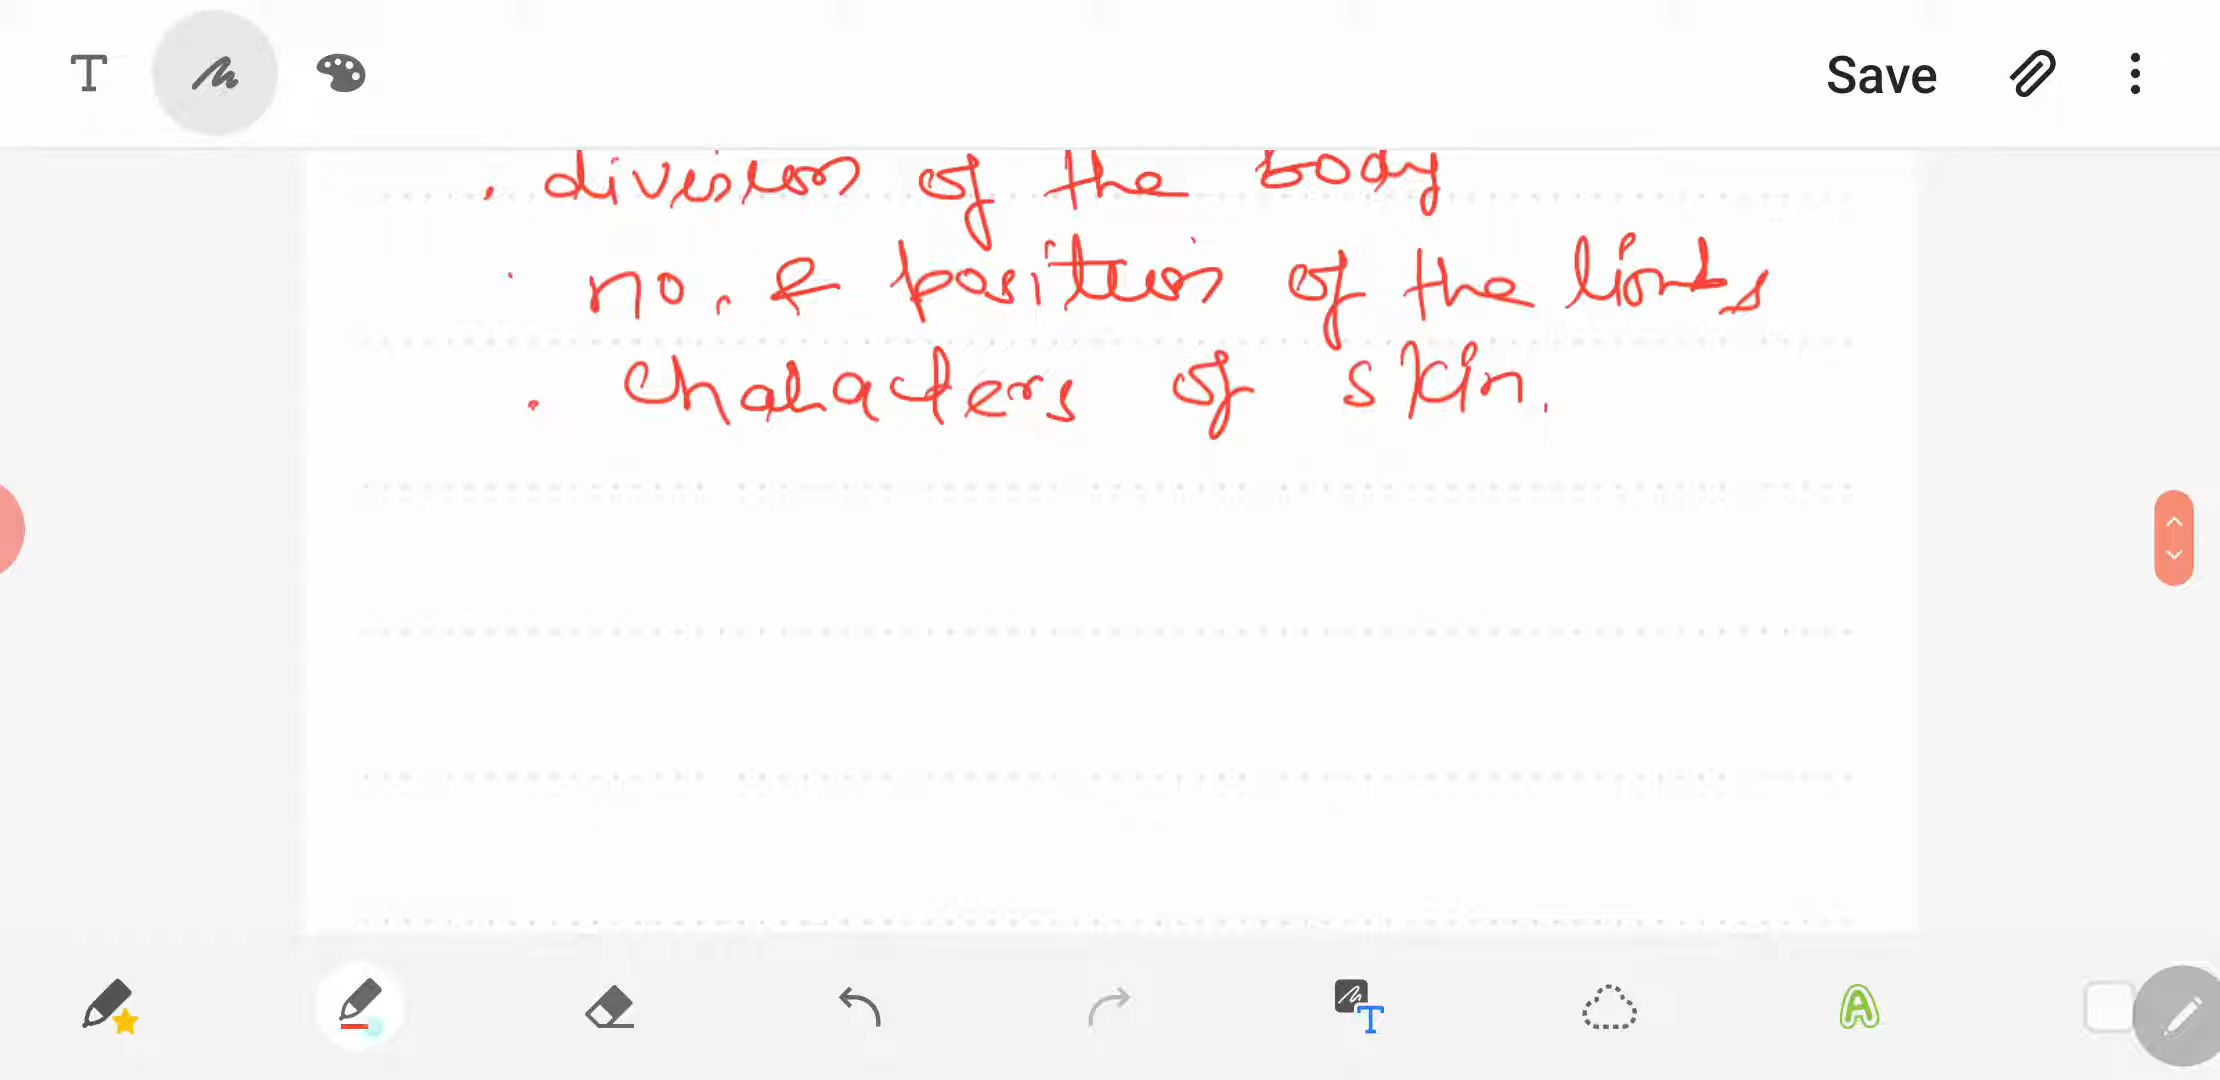 Save
. division of the body
. no. & position of the limbs
. characters of skin.